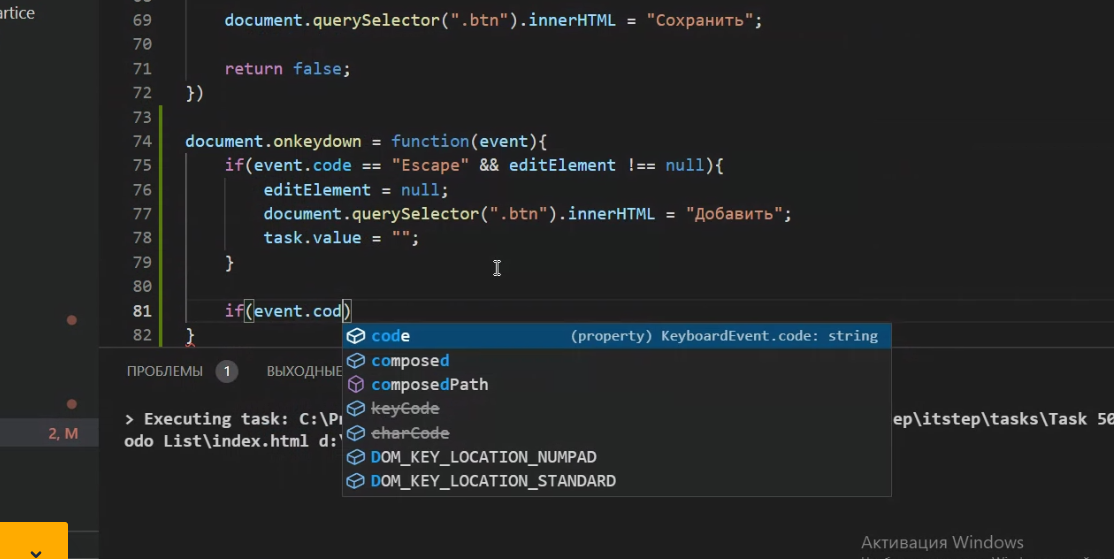 artice
69 document.querySelector(".btn").innerHTML = "Сохранить";
70
71 return false;
72 })
73
74 document.onkeydown = function(event){
75 if(event.code == "Escape" && editElement !== null){
76 editElement = null;
77 document.querySelector(".btn").innerHTML = "Добавить";
78 task.value = "";
79 }
80
81 if(event.cod)
82 }
code (property) KeyboardEvent.code: string
composed
composedPath
keyCode
charCode
DOM_KEY_LOCATION_NUMPAD
DOM_KEY_LOCATION_STANDARD
ПРОБЛЕМЫ 1 ВЫХОДНЫЕ
> Executing task: C:\P ep\itstep\tasks\Task 50
odo List\index.html d:\
2, M
Активация Windows